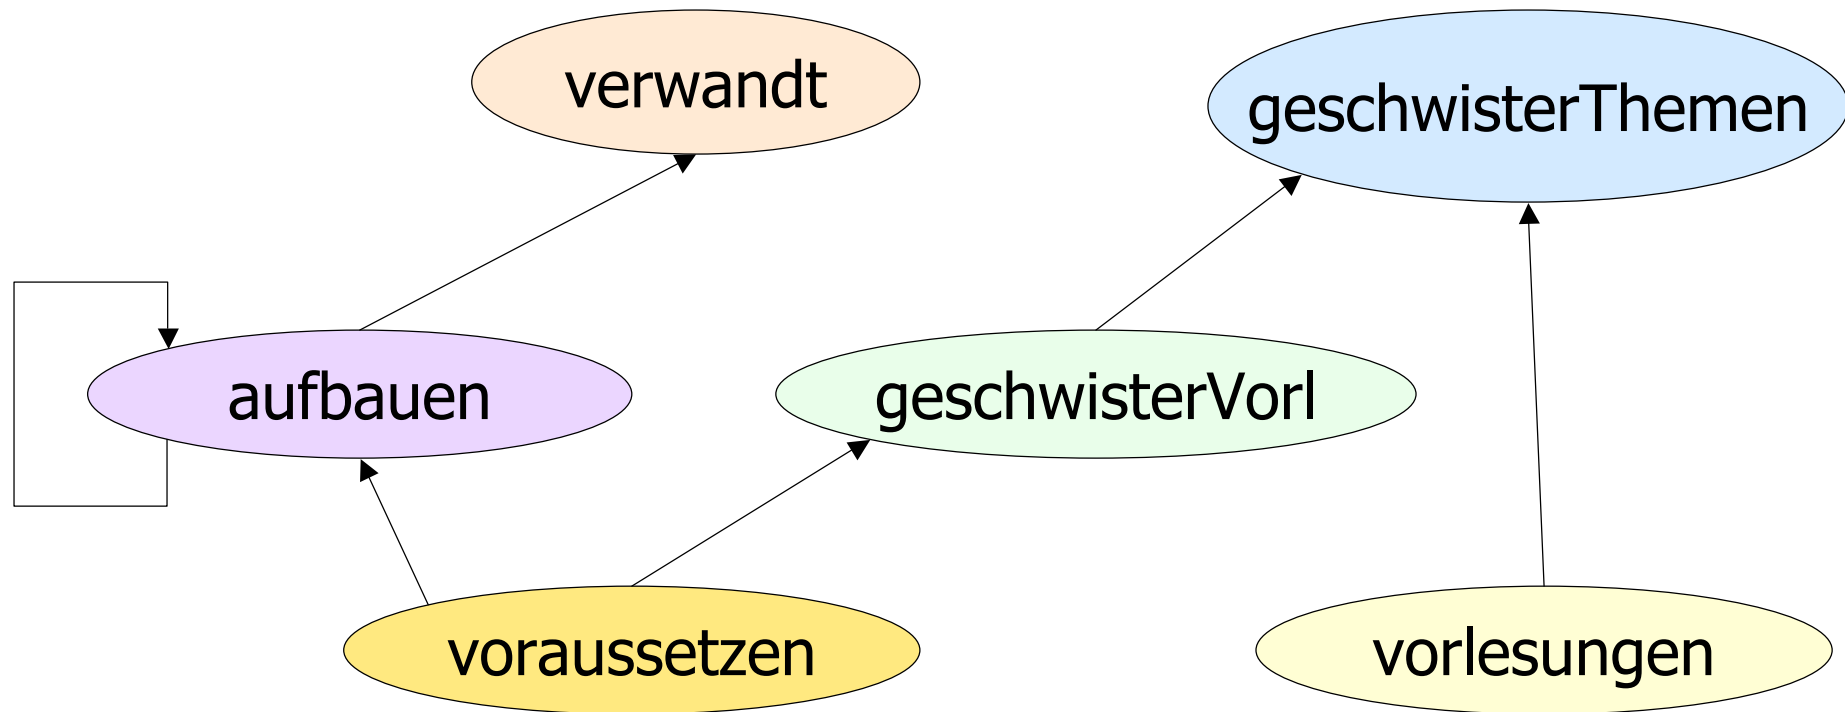 verwandt
geschwisterThemen
aufbauen
geschwisterVorl
voraussetzen
vorlesungen